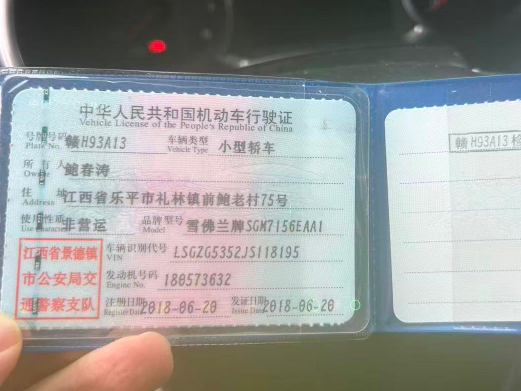 中华人民共和国机动车行驶证
Vehicle License of the People's Republic of China
号牌号码 赣H93A13 车辆类型 小型轿车
Plate No. Vehicle Type
所有人 鲍春涛
Owner
住址 江西省乐平市礼林镇前鲍老村75号
使用性质 非营运 品牌型号 雪佛兰牌SGM7156EAA1
Use Character Model
江西省景德镇市公安局交通警察支队
车辆识别代号 LSGZG5352JS118195
VIN
发动机号码 180573632
Engine No.
注册日期 2018-06-20 发证日期 2018-06-20
Register Date Issue Date
赣H93A13 检